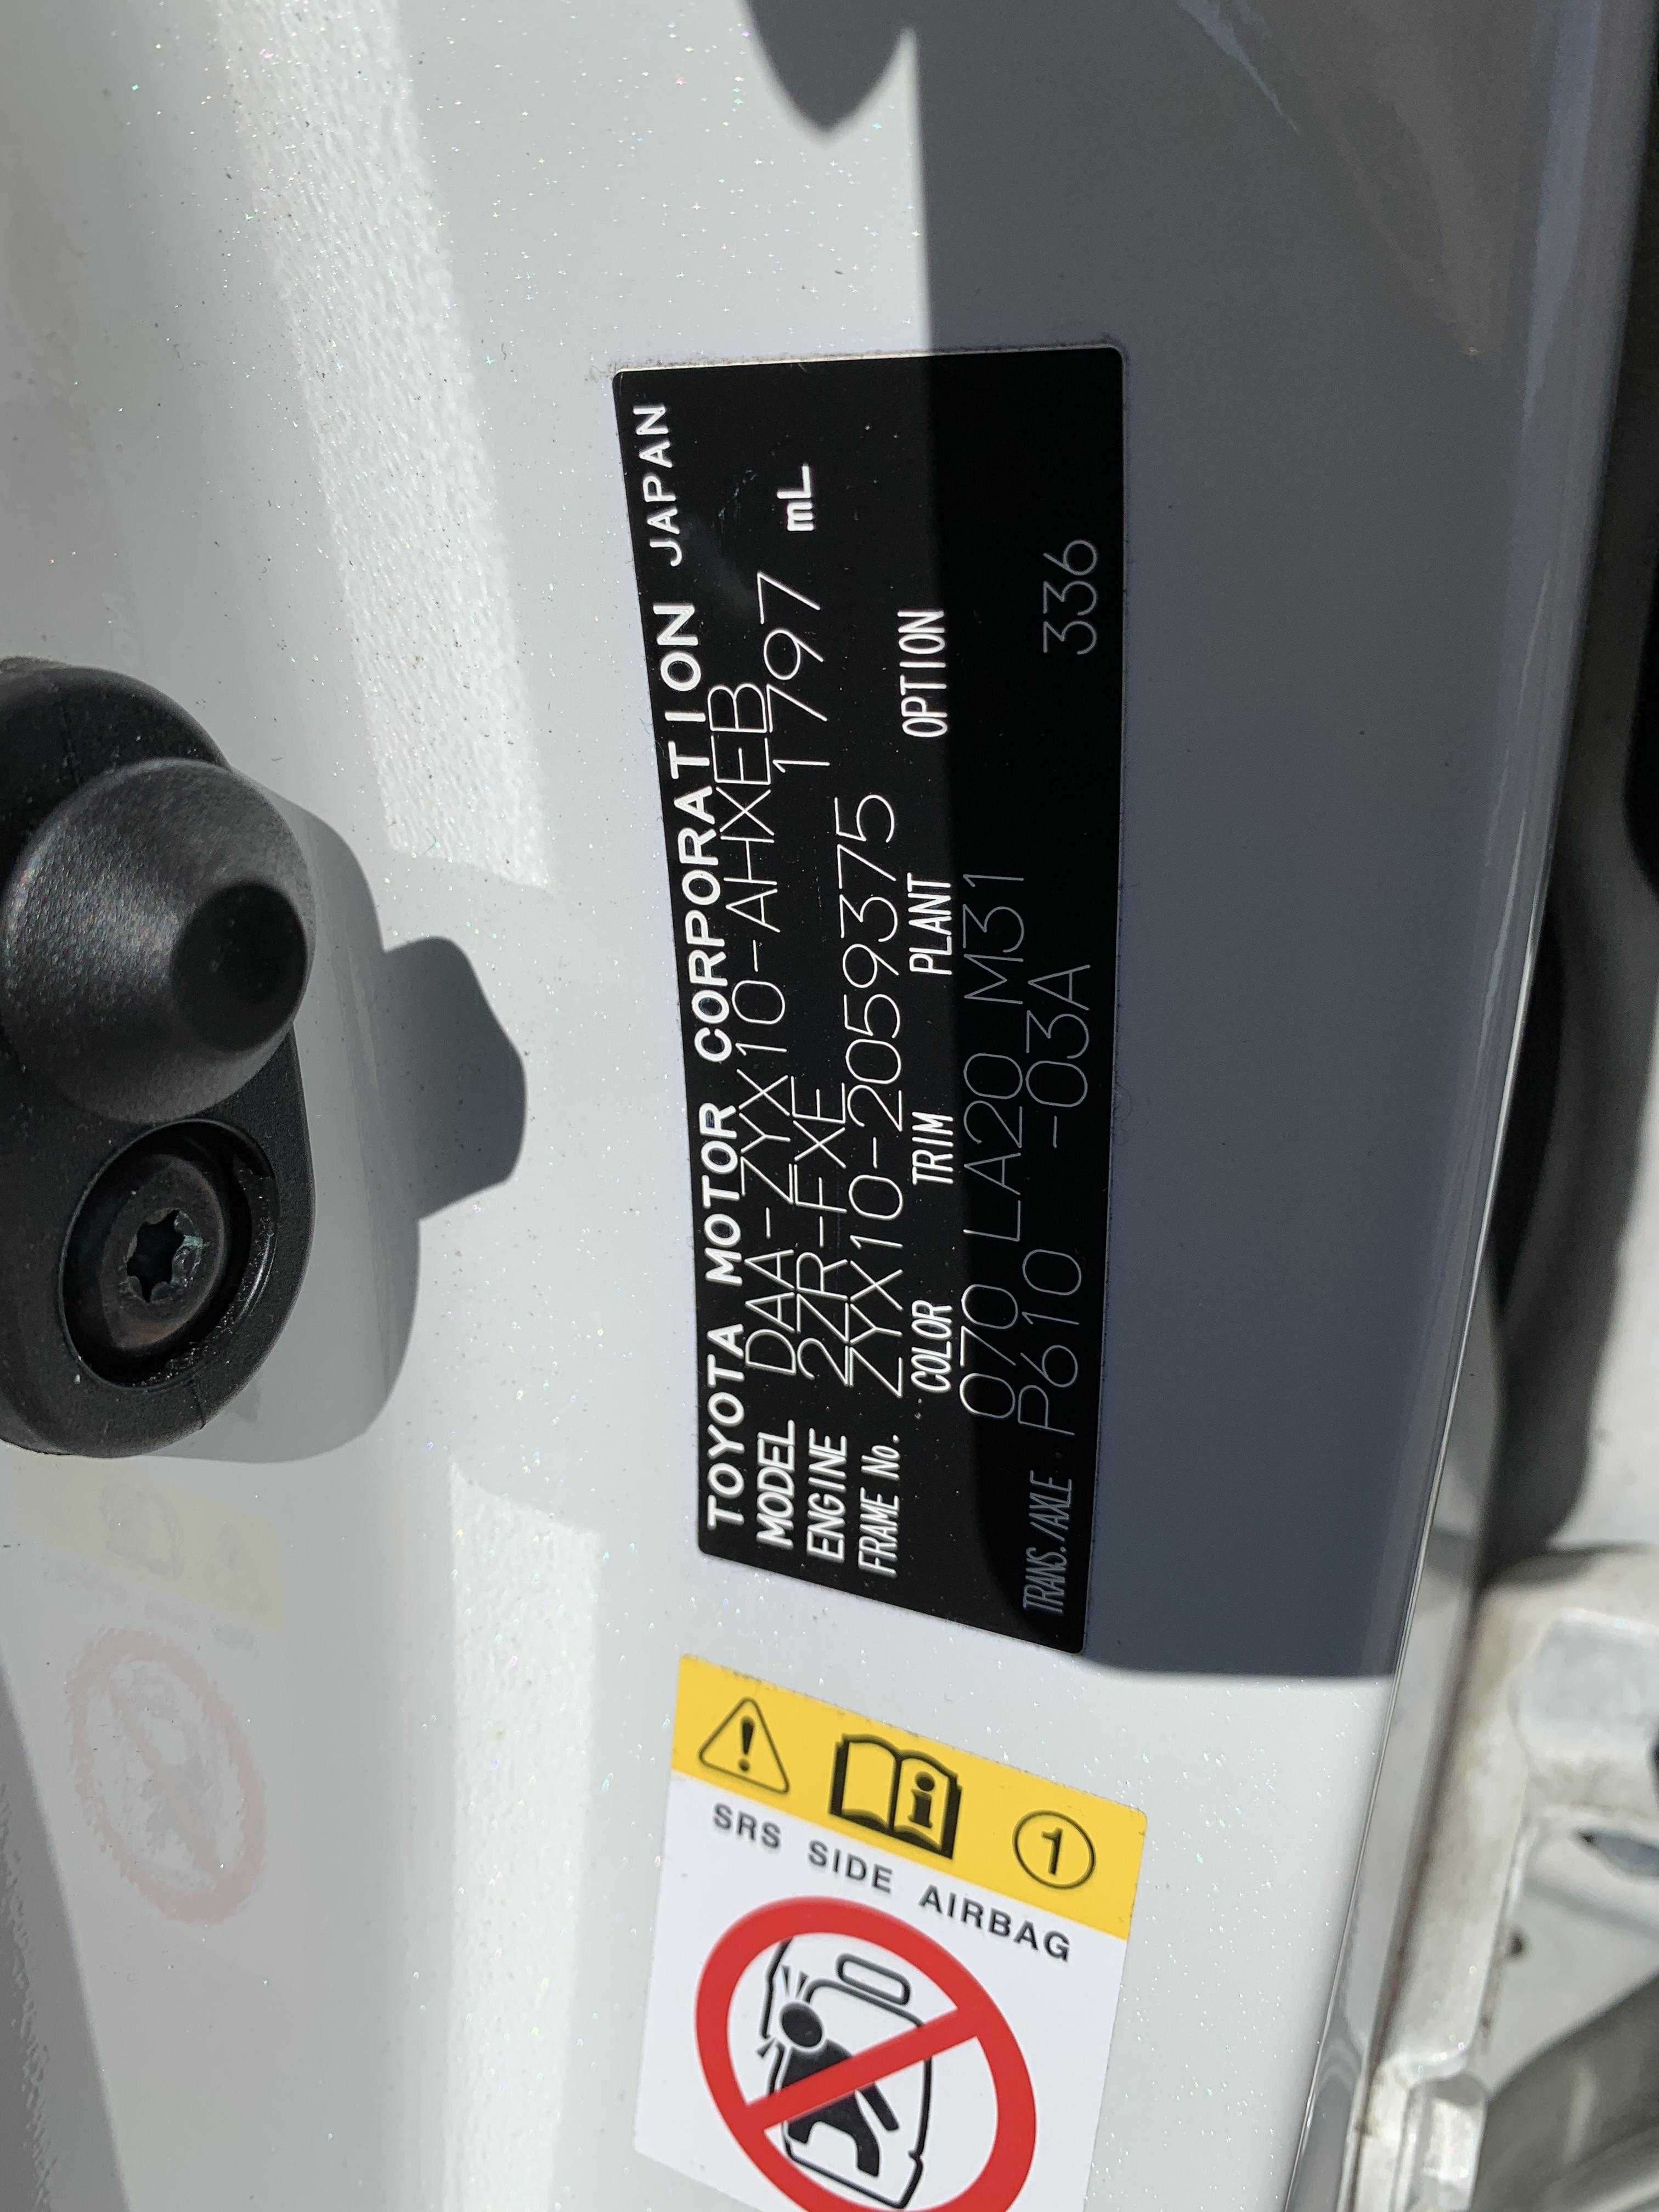 TOYOTA MOTOR CORPORATION JAPAN
MODEL DAA-ZYX10-AHXEB
ENGINE 2ZR-FXE 1797 mL
FRAME No. ZYX10-2059375
COLOR TRIM PLANT OPTION
070 LA20 M31
TRANS./AXLE P610 -03A 336
1
SRS SIDE AIRBAG